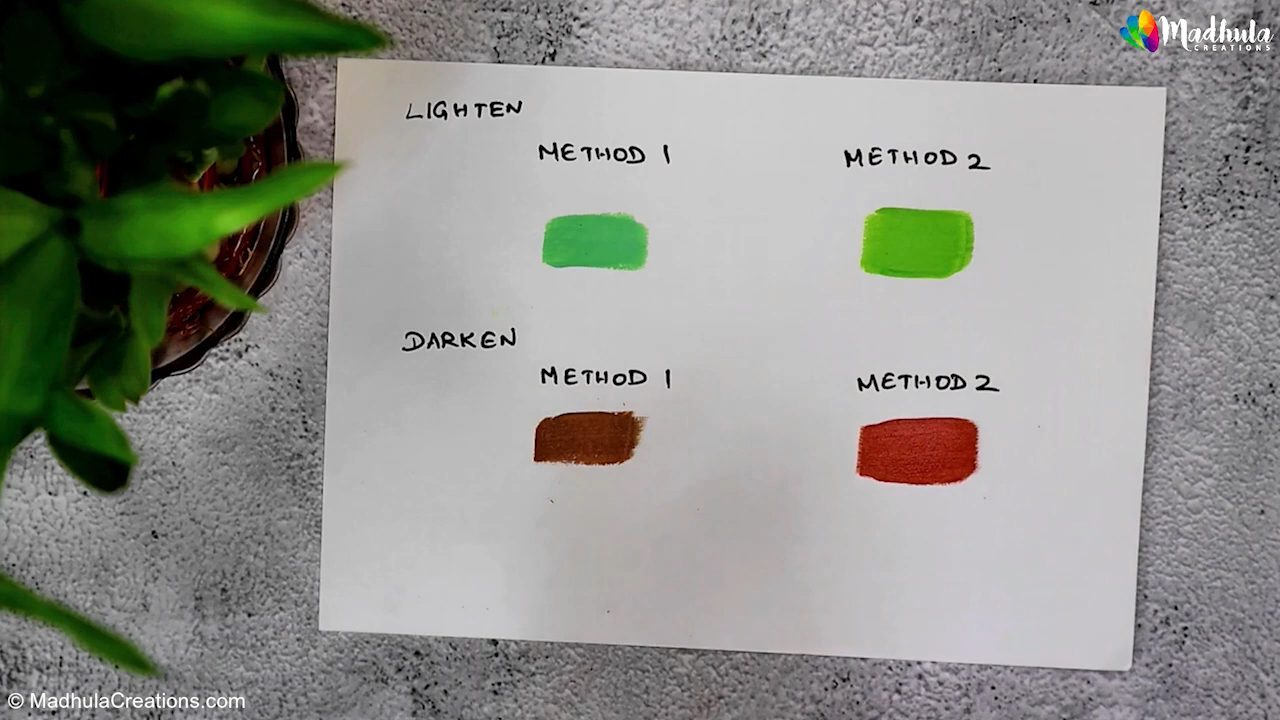 Madhula
CREATIONS
LIGHTEN
METHOD 1
METHOD 2
DARKEN
METHOD 1
METHOD 2
© MadhulaCreations.com